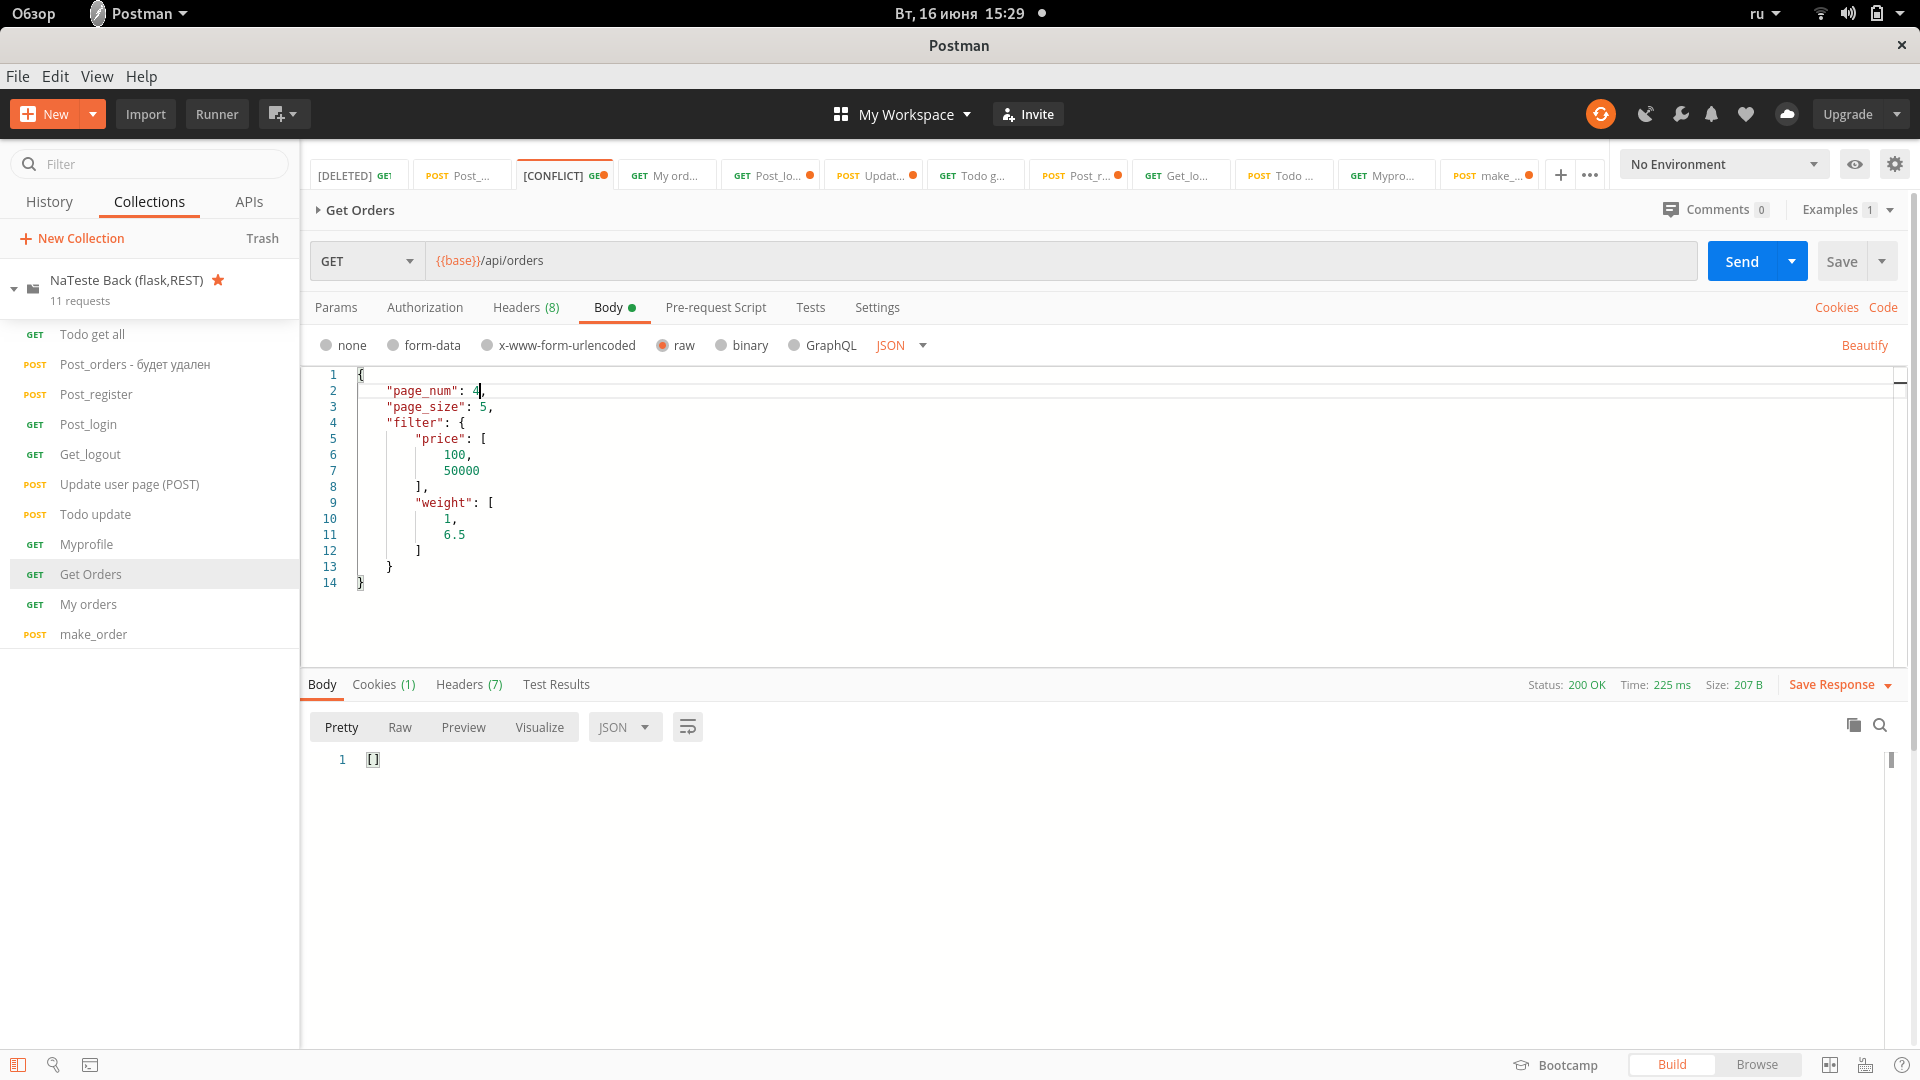 Обзор Postman Вт, 16 июня 15:29 ru
Postman
File Edit View Help
New Import Runner My Workspace Invite Upgrade
Filter
History Collections APIs
New Collection Trash
NaTeste Back (flask,REST)
11 requests
GET Todo get all
POST Post_orders - будет удален
POST Post_register
POST Post_login
GET Get_logout
POST Update user page (POST)
POST Todo update
GET Myprofile
GET Get Orders
GET My orders
POST make_order
[DELETED] GET POST Post_... [CONFLICT] GE GET My ord... GET Post_lo... POST Updat... GET Todo g... POST Post_r... GET Get_lo... POST Todo ... GET Mypro... POST make_... No Environment
Get Orders Comments 0 Examples 1
GET {{base}}/api/orders Send Save
Params Authorization Headers (8) Body Pre-request Script Tests Settings Cookies Code
none form-data x-www-form-urlencoded raw binary GraphQL JSON Beautify
1 {
2 "page_num": 4,
3 "page_size": 5,
4 "filter": {
5 "price": [
6 100,
7 50000
8 ],
9 "weight": [
10 1,
11 6.5
12 ]
13 }
14 }
Body Cookies (1) Headers (7) Test Results Status: 200 OK Time: 225 ms Size: 207 B Save Response
Pretty Raw Preview Visualize JSON
1 []
Bootcamp Build Browse